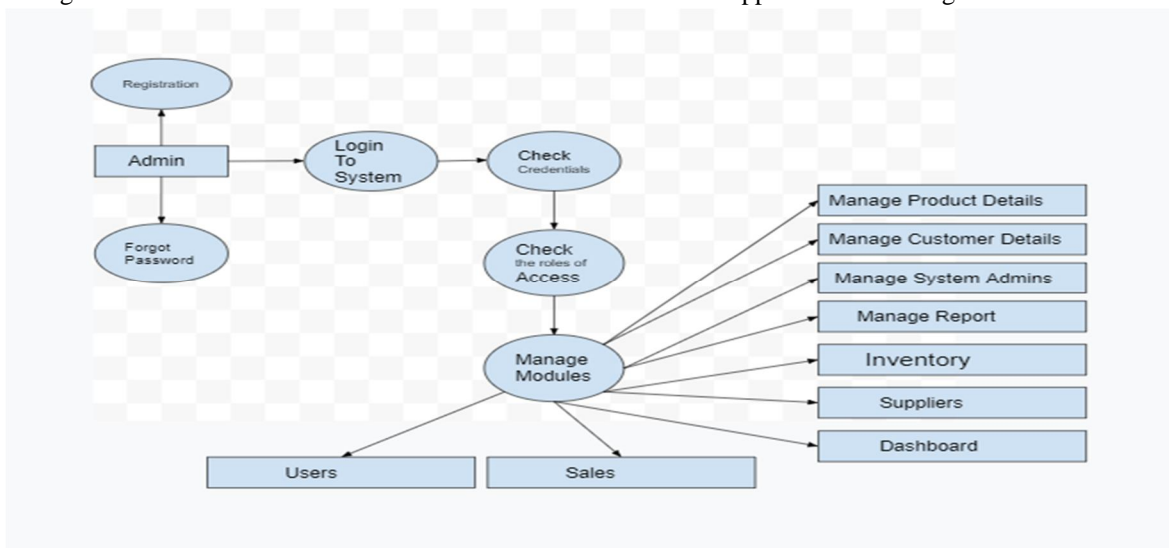 Registration
Admin
Login
To
System
Check
Credentials
Forgot
Password
Check
the roles of
Access
Manage
Modules
Manage Product Details
Manage Customer Details
Manage System Admins
Manage Report
Inventory
Suppliers
Dashboard
Users
Sales